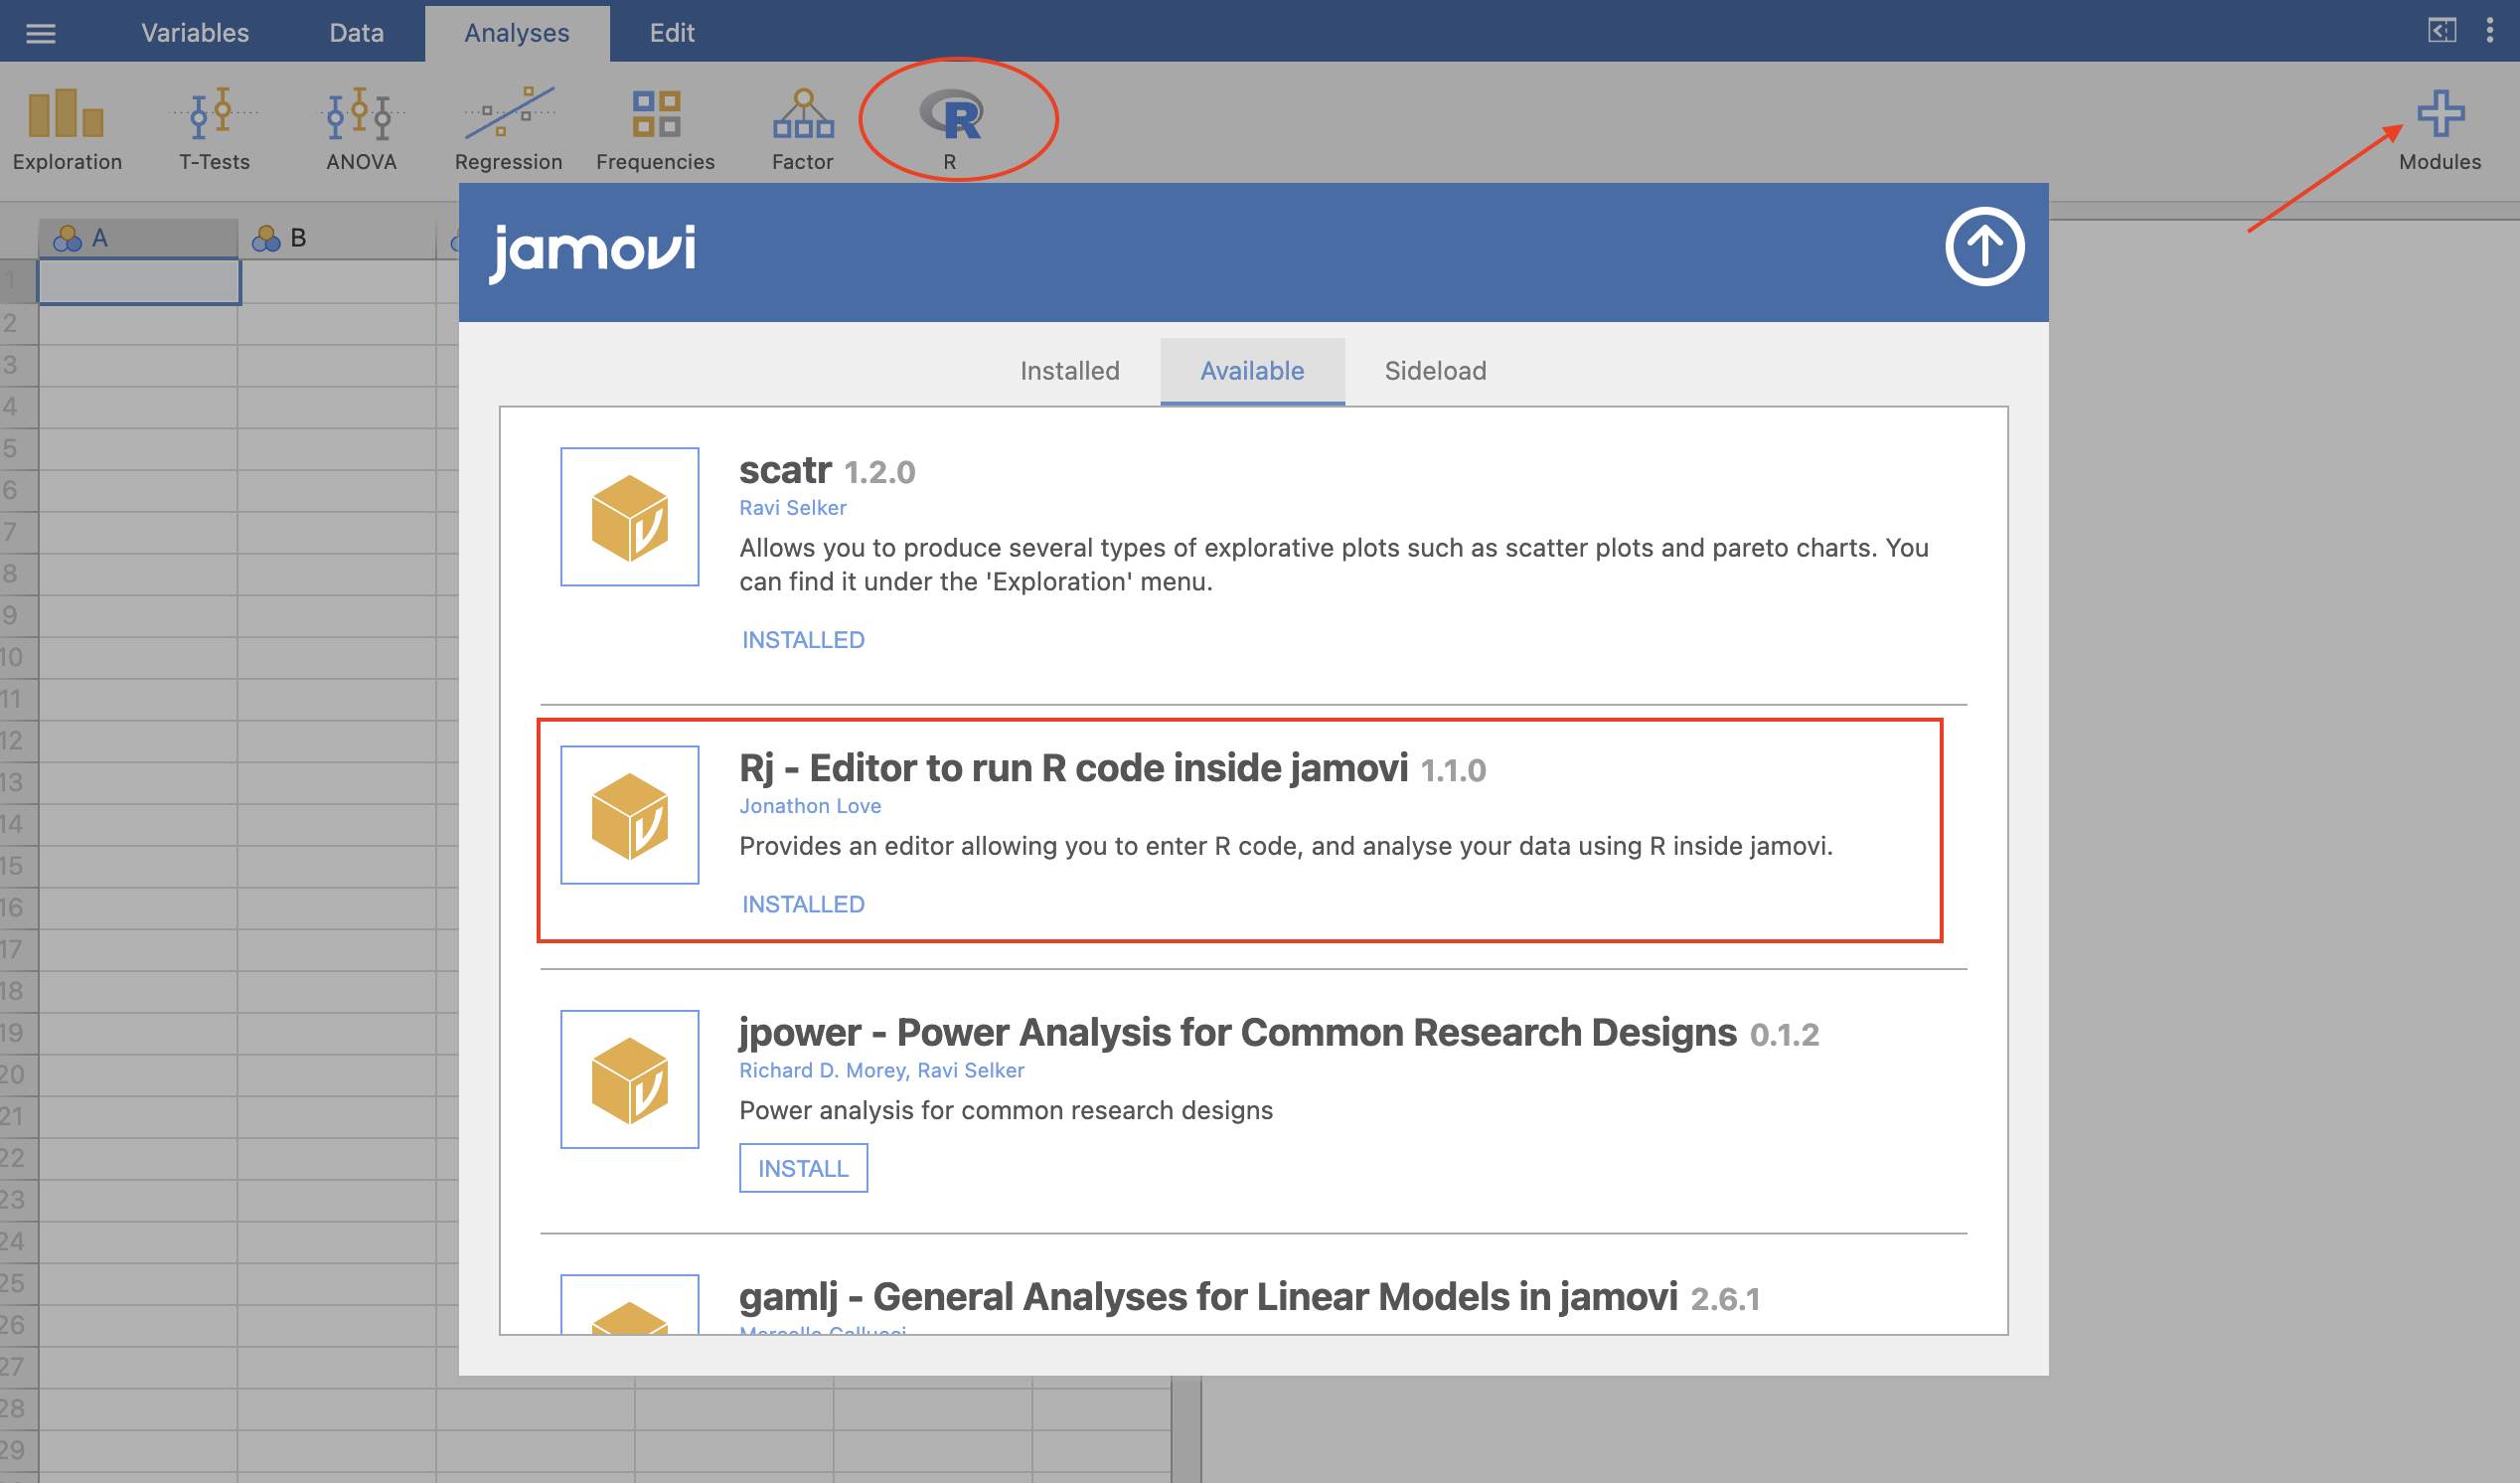 Variables Data Analyses Edit
Exploration T-Tests ANOVA Regression Frequencies Factor R Modules
A B
jamovi
Installed Available Sideload
scatr 1.2.0
Ravi Selker
Allows you to produce several types of explorative plots such as scatter plots and pareto charts. You
can find it under the 'Exploration' menu.
INSTALLED
Rj - Editor to run R code inside jamovi 1.1.0
Jonathon Love
Provides an editor allowing you to enter R code, and analyse your data using R inside jamovi.
INSTALLED
jpower - Power Analysis for Common Research Designs 0.1.2
Richard D. Morey, Ravi Selker
Power analysis for common research designs
INSTALL
gamlj - General Analyses for Linear Models in jamovi 2.6.1
Marcello Gallucci
1
2
3
4
5
6
7
8
9
10
11
12
13
14
15
16
17
18
19
20
21
22
23
24
25
26
27
28
29